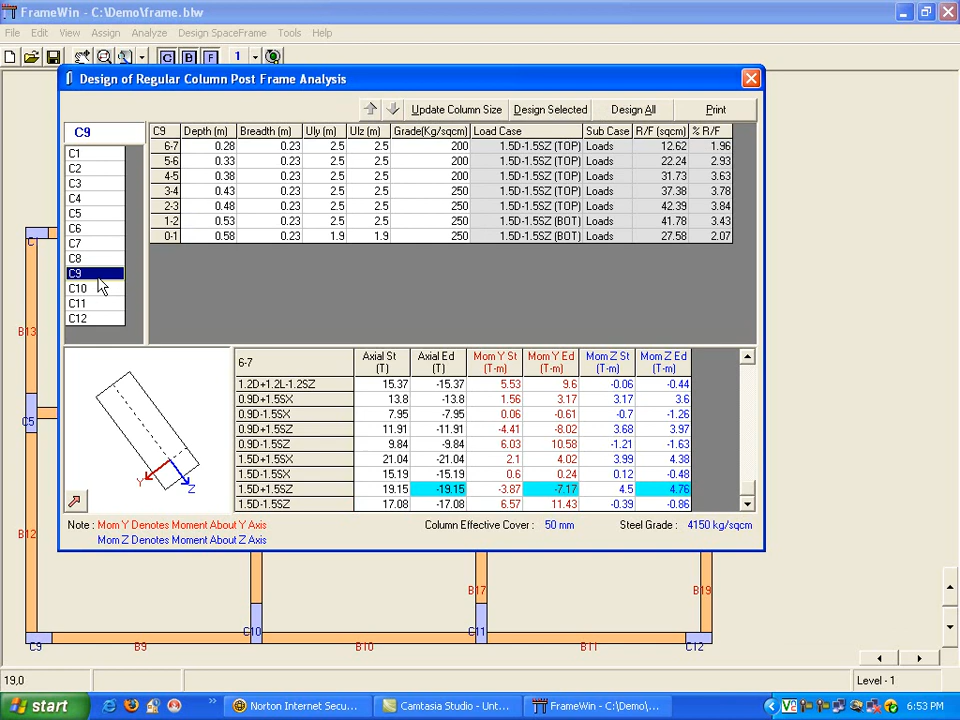 FrameWin - C:\Demo\frame.blw
File Edit View Assign Analyze Design SpaceFrame Tools Help
C B F 1
Design of Regular Column Post Frame Analysis
Update Column Size Design Selected Design All Print
C9
C1
C2
C3
C4
C5
C6
C7
C8
C9
C10
C11
C12
C9 Depth (m) Breadth (m) Uly (m) Ulz (m) Grade(Kg/sqcm) Load Case Sub Case R/F (sqcm) % R/F
6-7 0.28 0.23 2.5 2.5 200 1.5D-1.5SZ (TOP) Loads 12.62 1.96
5-6 0.33 0.23 2.5 2.5 200 1.5D-1.5SZ (TOP) Loads 22.24 2.93
4-5 0.38 0.23 2.5 2.5 200 1.5D-1.5SZ (TOP) Loads 31.73 3.63
3-4 0.43 0.23 2.5 2.5 250 1.5D-1.5SZ (TOP) Loads 37.38 3.78
2-3 0.48 0.23 2.5 2.5 250 1.5D-1.5SZ (TOP) Loads 42.39 3.84
1-2 0.53 0.23 2.5 2.5 250 1.5D-1.5SZ (BOT) Loads 41.78 3.43
0-1 0.58 0.23 1.9 1.9 250 1.5D-1.5SZ (BOT) Loads 27.58 2.07
6-7 Axial St (T) Axial Ed (T) Mom Y St (T-m) Mom Y Ed (T-m) Mom Z St (T-m) Mom Z Ed (T-m)
1.2D+1.2L-1.2SZ 15.37 -15.37 5.53 9.6 -0.06 -0.44
0.9D+1.5SX 13.8 -13.8 1.56 3.17 3.17 3.6
0.9D-1.5SX 7.95 -7.95 0.06 -0.61 -0.7 -1.26
0.9D+1.5SZ 11.91 -11.91 -4.41 -8.02 3.68 3.97
0.9D-1.5SZ 9.84 -9.84 6.03 10.58 -1.21 -1.63
1.5D+1.5SX 21.04 -21.04 2.1 4.02 3.99 4.38
1.5D-1.5SX 15.19 -15.19 0.6 0.24 0.12 -0.48
1.5D+1.5SZ 19.15 -19.15 -3.87 -7.17 4.5 4.76
1.5D-1.5SZ 17.08 -17.08 6.57 11.43 -0.39 -0.86
Y
Z
Note : Mom Y Denotes Moment About Y Axis
Mom Z Denotes Moment About Z Axis
Column Effective Cover : 50 mm Steel Grade : 4150 kg/sqcm
B13
C5
B12
B17
B19
C10
C11
C9
B9
B10
B11
C12
19,0
Level - 1
start
Norton Internet Secu...
Camtasia Studio - Unt...
FrameWin - C:\Demo\...
6:53 PM